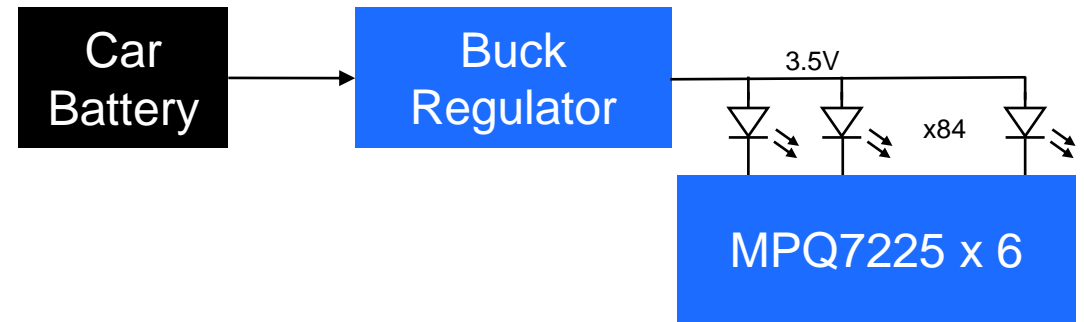 Car
Battery
Buck
Regulator
3.5V
x84
MPQ7225 x 6